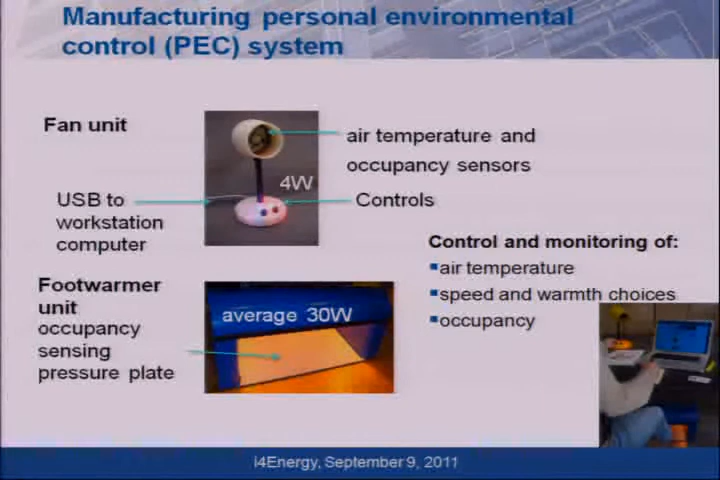 Manufacturing personal environmental
control (PEC) system
Fan unit
air temperature and
occupancy sensors
4W
USB to
workstation
computer
Controls
Control and monitoring of:
air temperature
speed and warmth choices
occupancy
Footwarmer
unit
occupancy
sensing
pressure plate
average 30W
i4Energy, September 9, 2011